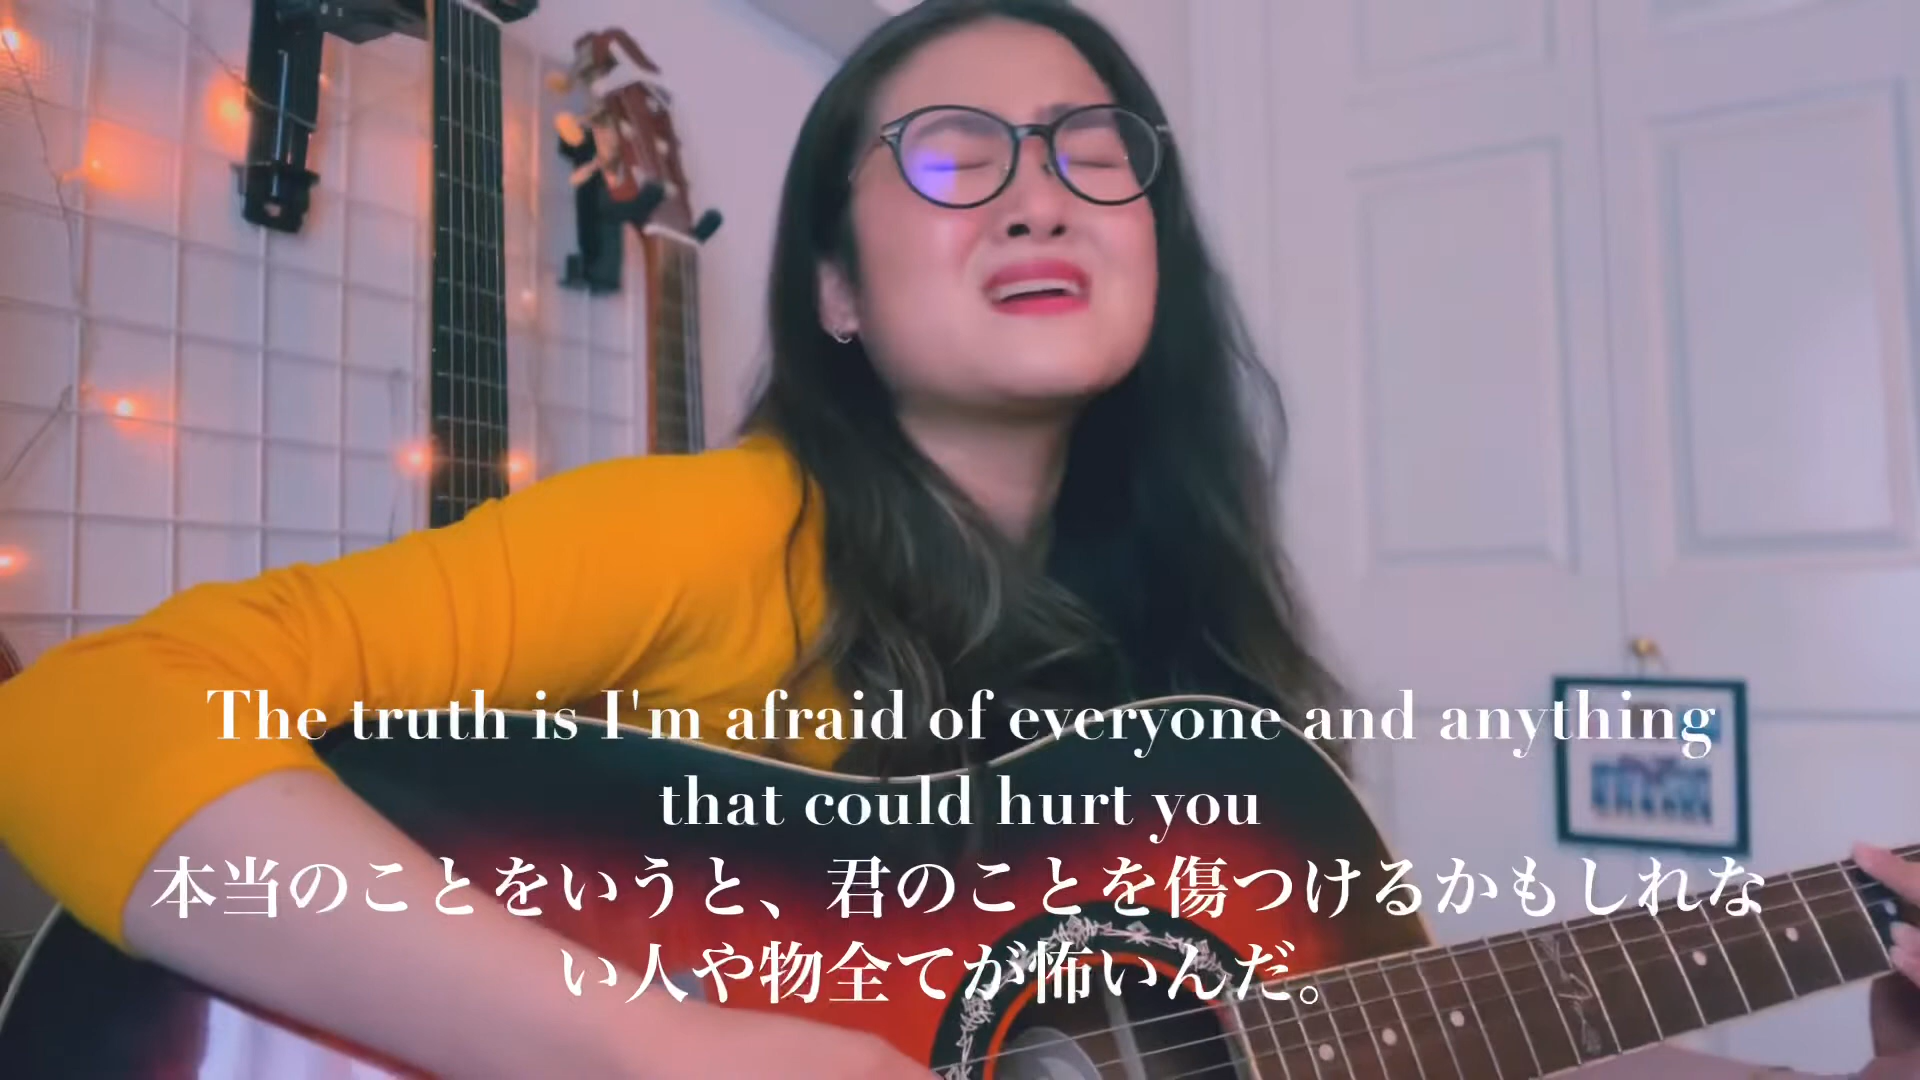 The truth is I'm afraid of everyone and anything
that could hurt you
本当のことをいうと、君のことを傷つけるかもしれな
い人や物全てが怖いんだ。